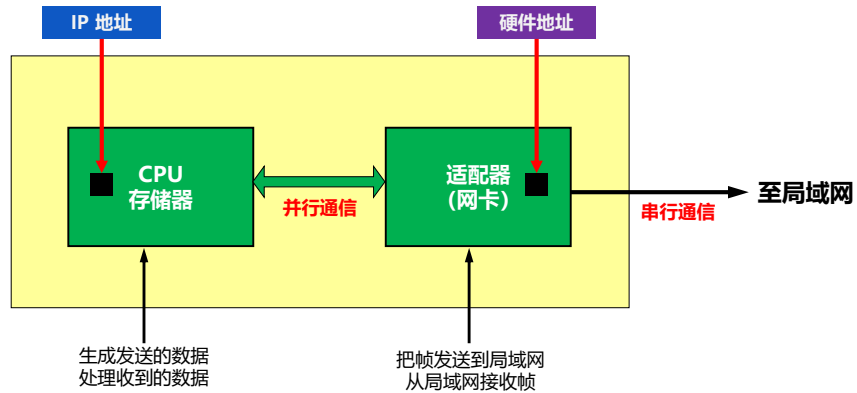 IP 地址
硬件地址
CPU
存储器
适配器
(网卡)
并行通信
串行通信
至局域网
生成发送的数据
处理收到的数据
把帧发送到局域网
从局域网接收帧